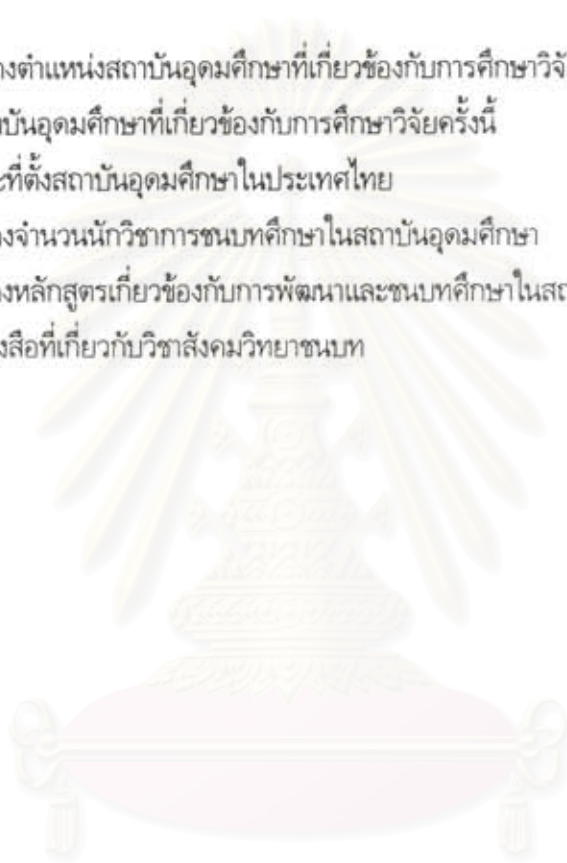 างตำแหน่งสถาบันอุดมศึกษาที่เกี่ยวข้องกับการศึกษาวิจั
บันอุดมศึกษาที่เกี่ยวข้องกับการศึกษาวิจัยครั้งนี้
ะที่ตั้งสถาบันอุดมศึกษาในประเทศไทย
งจำนวนนักวิชาการชนบทศึกษาในสถาบันอุดมศึกษา
งหลักสูตรเกี่ยวข้องกับการพัฒนาและชนบทศึกษาในสถ
งสือที่เกี่ยวกับวิชาสังคมวิทยาชนบท